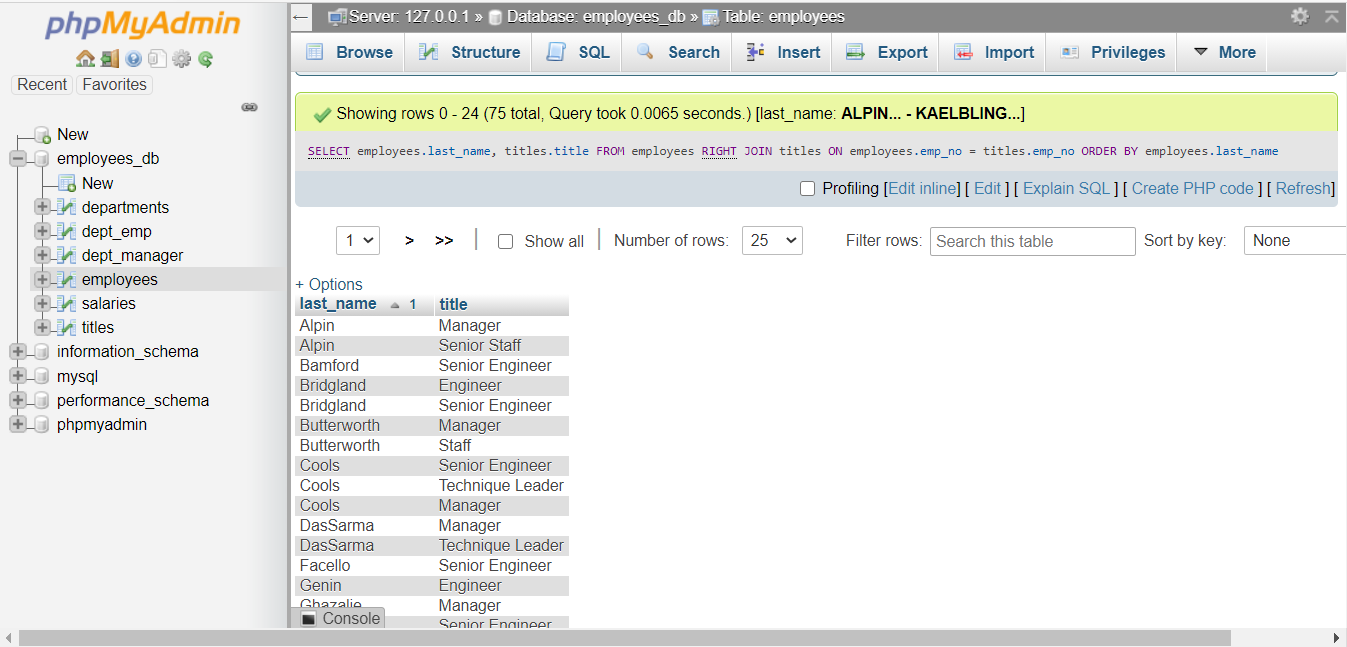 phpMyAdmin
Recent Favorites
New
employees_db
New
departments
dept_emp
dept_manager
employees
salaries
titles
information_schema
mysql
performance_schema
phpmyadmin
Server: 127.0.0.1 » Database: employees_db » Table: employees
Browse Structure SQL Search Insert Export Import Privileges More
Showing rows 0 - 24 (75 total, Query took 0.0065 seconds.) [last_name: ALPIN... - KAELBLING...]
SELECT employees.last_name, titles.title FROM employees RIGHT JOIN titles ON employees.emp_no = titles.emp_no ORDER BY employees.last_name
Profiling [Edit inline] [ Edit ] [ Explain SQL ] [ Create PHP code ] [ Refresh]
1 > >> | Show all | Number of rows: 25 Filter rows: Search this table Sort by key: None
+ Options
last_name 1 title
Alpin Manager
Alpin Senior Staff
Bamford Senior Engineer
Bridgland Engineer
Bridgland Senior Engineer
Butterworth Manager
Butterworth Staff
Cools Senior Engineer
Cools Technique Leader
Cools Manager
DasSarma Manager
DasSarma Technique Leader
Facello Senior Engineer
Genin Engineer
Ghazalie Manager
Senior Engineer
Console